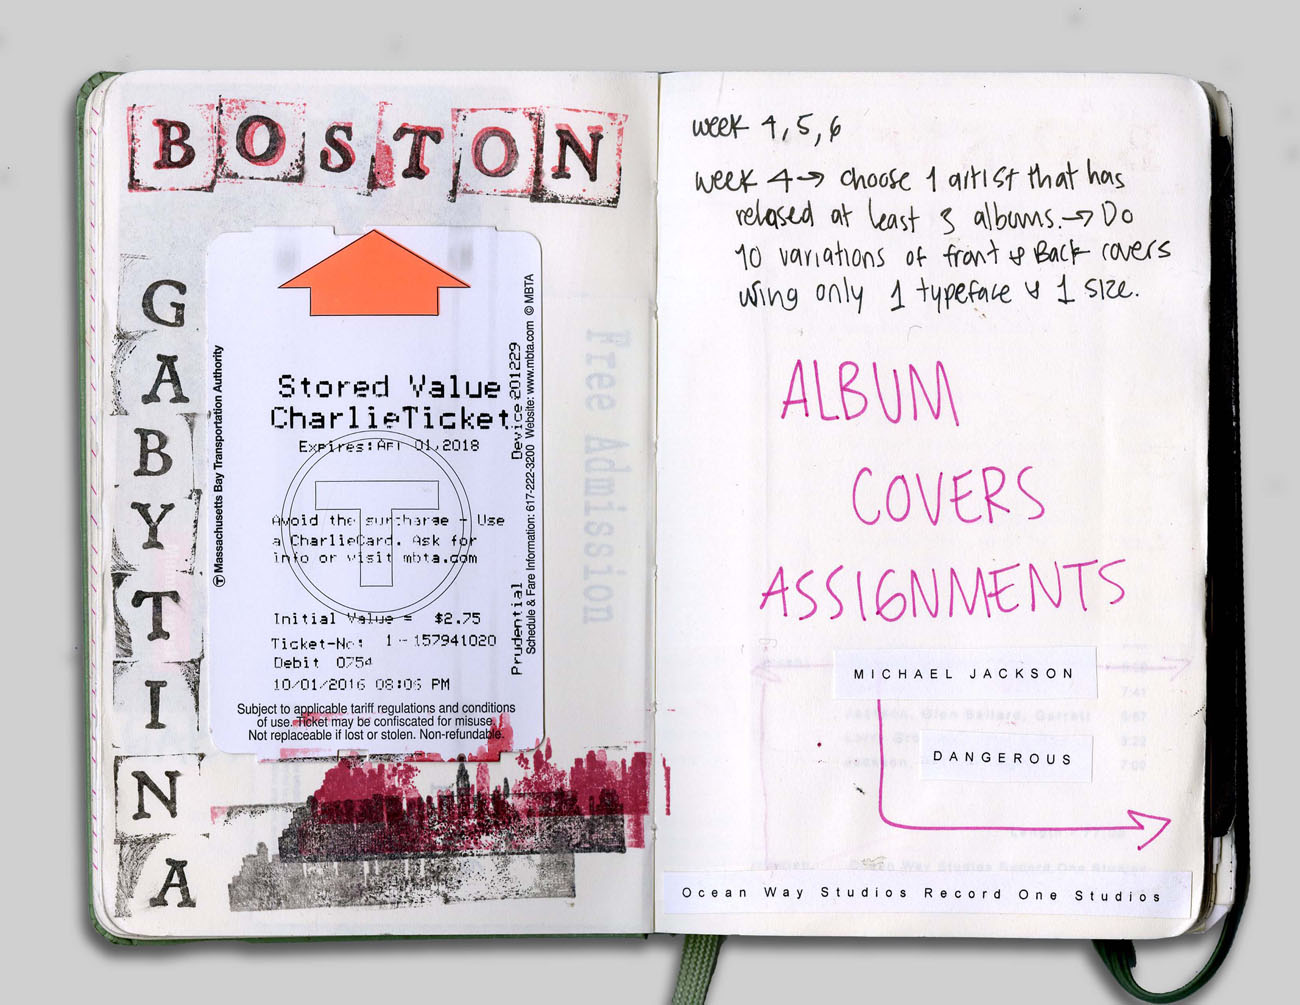 BOSTON
GABYTINA
Massachusetts Bay Transportation Authority
Stored Value
CharlieTicket
Expires:Apr 01,2018
Avoid the surcharge - Use
a CharlieCard. Ask for
info or visit mbta.com
Initial Value = $2.75
Ticket-No: 1-157941020
Debit 0754
10/01/2016 08:06 PM
Subject to applicable tariff regulations and conditions
of use. Ticket may be confiscated for misuse.
Not replaceable if lost or stolen. Non-refundable.
Prudential Device 201229
Schedule & Fare Information: 617-222-3200 Website: www.mbta.com © MBTA
T
Free Admission
week 4, 5, 6
week 4 → choose 1 artist that has
relased at least 3 albums. → Do
10 variations of front & Back covers
using only 1 typeface & 1 size.
ALBUM
COVERS
ASSIGNMENTS
MICHAEL JACKSON
DANGEROUS
Ocean Way Studios Record One Studios